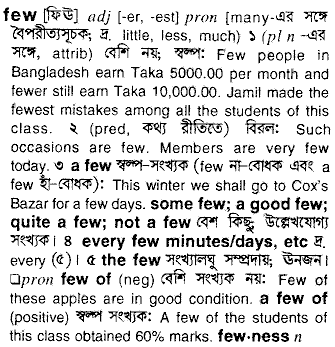 few [ফিউ] adj [-er, -est] pron [many-এর সঙ্গে
বৈপরীত্যসূচক; দ্র. little, less, much) ১ (pl n -এর
সঙ্গে, attrib) বেশি নয়; স্বল্প: Few people in
Bangladesh earn Taka 5000.00 per month and
fewer still earn Taka 10,000.00. Jamil made the
fewest mistakes among all the students of this
class. ২ (pred, কথ্য রীতিতে) বিরল: Such
occasions are few. Members are very few
today. ৩ a few স্বল্প-সংখ্যক (few না-বোধক এবং a
few হাঁ-বোধক): This winter we shall go to Cox's
Bazar for a few days. some few; a good few;
quite a few; not a few বেশ কিছু, উল্লেখযোগ্য
সংখ্যক। ৪ every few minutes/days, etc দ্র.
every (৫)। ৫ the few সংখ্যালঘু সম্প্রদায়; ঊনজন।
□pron few of (neg) বেশি সংখ্যক নয়: Few of
these apples are in good condition. a few of
(positive) স্বল্প সংখ্যক: A few of the students of
this class obtained 60% marks. few·ness n